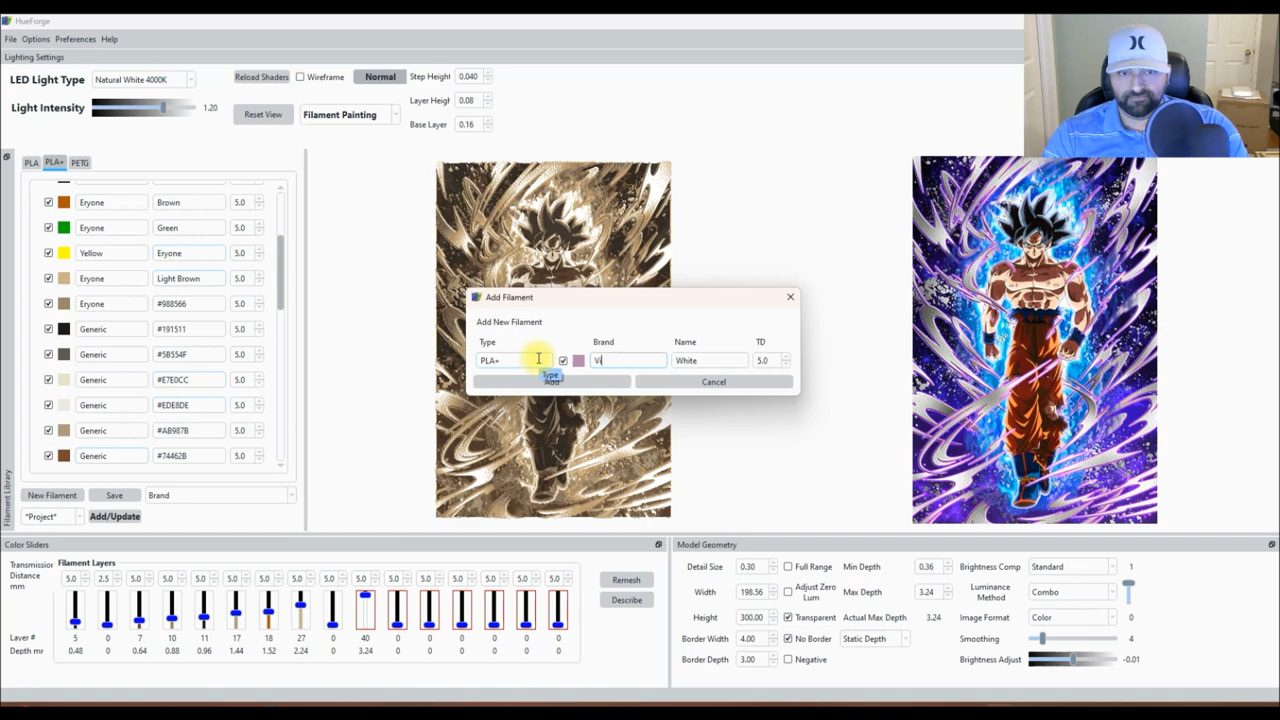 HueForge
File Options Preferences Help
Lighting Settings
LED Light Type Natural White 4000K Reload Shaders Wireframe Normal Step Height 0.040
Layer Heigh 0.08
Light Intensity 1.20 Reset View Filament Painting
Base Layer 0.16
PLA PLA+ PETG
Eryone Brown 5.0
Eryone Green 5.0
Yellow Eryone 5.0
Eryone Light Brown 5.0
Eryone #988566 5.0
Generic #191511 5.0
Generic #5B554F 5.0
Generic #E7E0CC 5.0
Generic #EDE8DE 5.0
Generic #AB987B 5.0
Generic #74462B 5.0
New Filament Save Brand
*Project* Add/Update
Filament Library
Add Filament
Add New Filament
Type Brand Name TD
PLA+ Vi White 5.0
Type
Add Cancel
Color Sliders
Transmission
Distance
mm
Filament Layers
5.0 2.5 5.0 5.0 5.0 5.0 5.0 5.0 5.0 5.0 5.0 5.0 5.0 5.0 5.0 5.0
Layer # 5 0 7 10 11 17 18 27 0 40 0 0 0 0 0 0
Depth mr 0.48 0 0.64 0.88 0.96 1.44 1.52 2.24 0 3.24 0 0 0 0 0 0
Remesh
Describe
Model Geometry
Detail Size 0.30 Full Range Min Depth 0.36 Brightness Comp Standard 1
Width 198.56 Adjust Zero Lum Max Depth 3.24 Luminance Method Combo
Height 300.00 Transparent Actual Max Depth 3.24 Image Format Color 0
Border Width 4.00 No Border Static Depth Smoothing 4
Border Depth 3.00 Negative Brightness Adjust -0.01